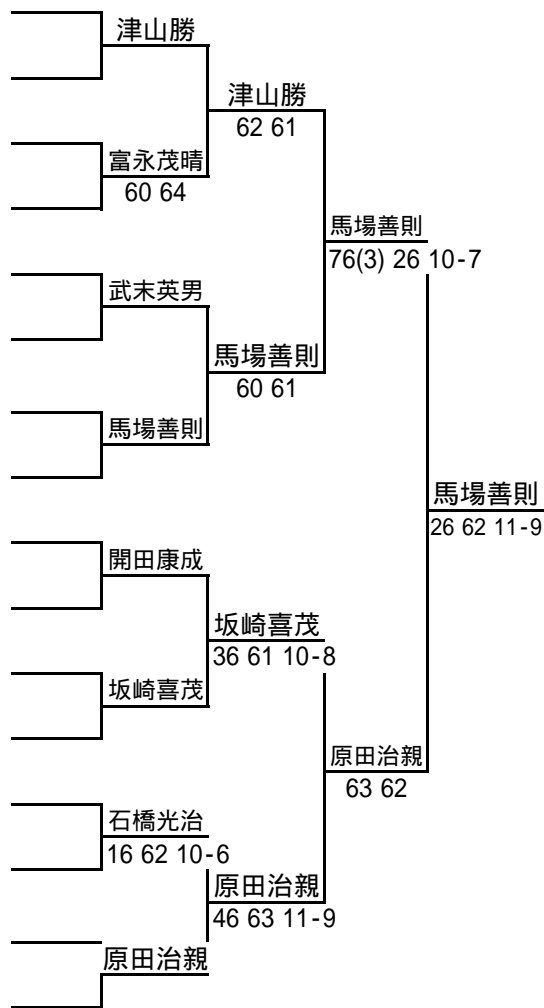 津山勝
津山勝
62 61
富永茂晴
60 64
馬場善則
76(3) 26 10-7
武末英男
馬場善則
60 61
馬場善則
馬場善則
26 62 11-9
開田康成
坂崎喜茂
36 61 10-8
坂崎喜茂
原田治親
63 62
石橋光治
16 62 10-6
原田治親
46 63 11-9
原田治親